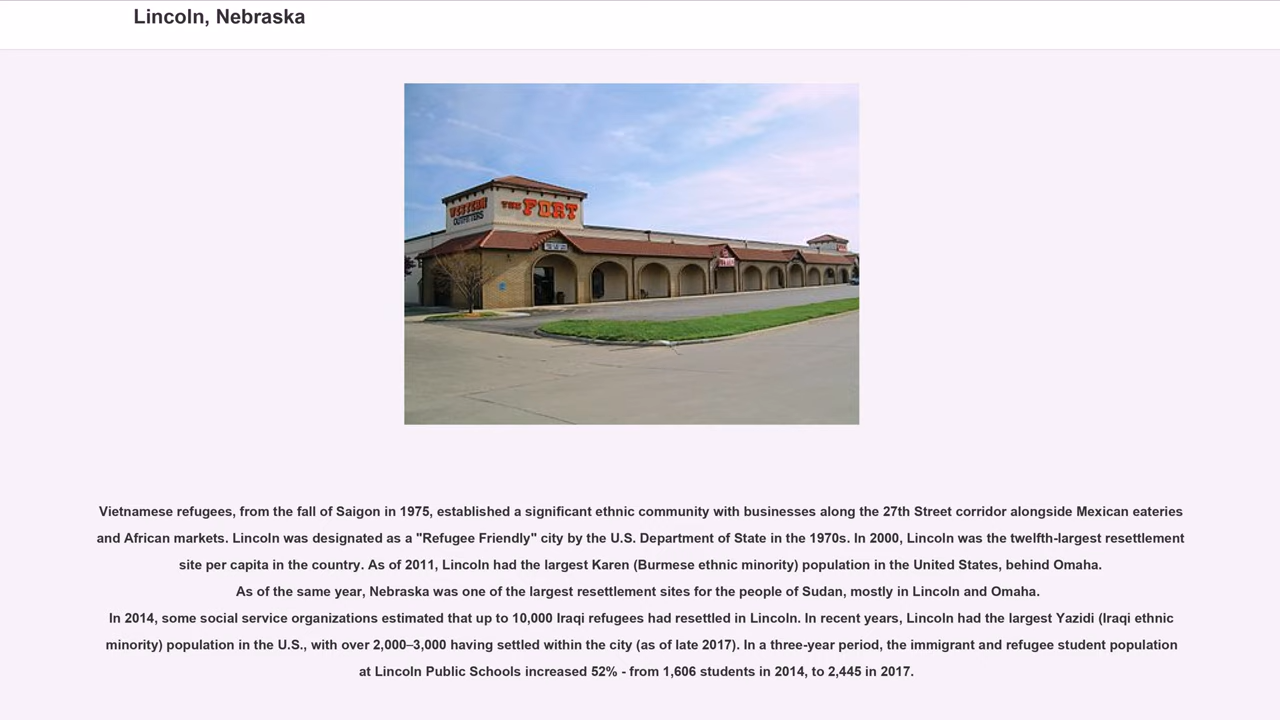 Lincoln, Nebraska
WESTERN OUTFITTERS
THE FORT
Vietnamese refugees, from the fall of Saigon in 1975, established a significant ethnic community with businesses along the 27th Street corridor alongside Mexican eateries
and African markets. Lincoln was designated as a "Refugee Friendly" city by the U.S. Department of State in the 1970s. In 2000, Lincoln was the twelfth-largest resettlement
site per capita in the country. As of 2011, Lincoln had the largest Karen (Burmese ethnic minority) population in the United States, behind Omaha.
As of the same year, Nebraska was one of the largest resettlement sites for the people of Sudan, mostly in Lincoln and Omaha.
In 2014, some social service organizations estimated that up to 10,000 Iraqi refugees had resettled in Lincoln. In recent years, Lincoln had the largest Yazidi (Iraqi ethnic
minority) population in the U.S., with over 2,000–3,000 having settled within the city (as of late 2017). In a three-year period, the immigrant and refugee student population
at Lincoln Public Schools increased 52% - from 1,606 students in 2014, to 2,445 in 2017.